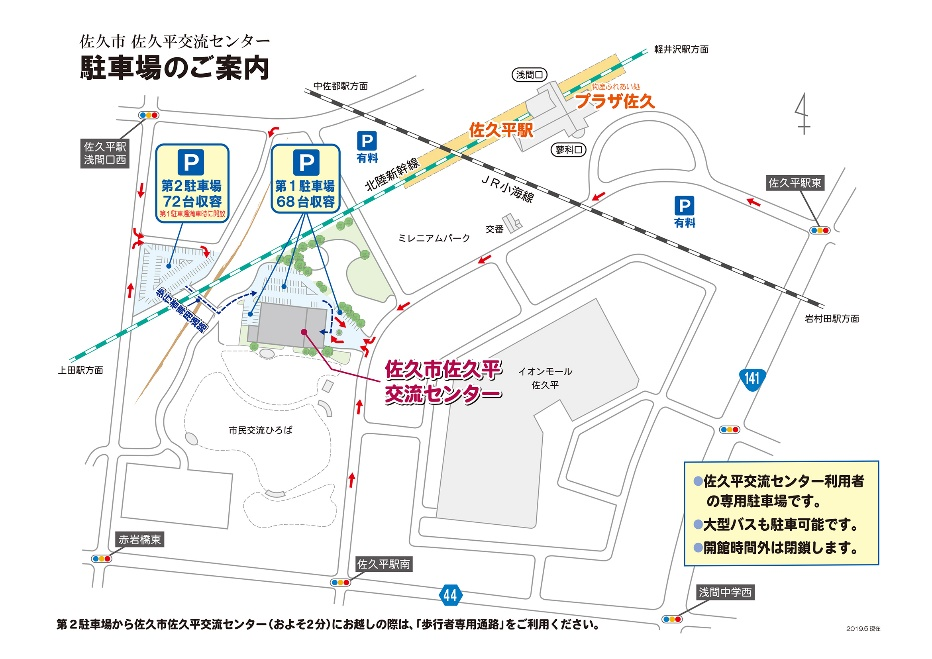 佐久市 佐久平交流センター
駐車場のご案内
軽井沢駅方面
浅間口
プラザ佐久
中佐都駅方面
佐久平駅
佐久平駅
浅間口西
P
有料
蓼科口
P
第2駐車場
72台収容
P
第1駐車場
68台収容
北陸新幹線
JR小海線
佐久平駅東
P
有料
交番
ミレニアムパーク
岩村田駅方面
上田駅方面
佐久市佐久平
交流センター
イオンモール
佐久平
141
市民交流ひろば
●佐久平交流センター利用者
の専用駐車場です。
●大型バスも駐車可能です。
●開館時間外は閉鎖します。
赤岩橋東
佐久平駅南
44
浅間中学西
第2駐車場から佐久市佐久平交流センター(およそ2分)にお越しの際は、「歩行者専用通路」をご利用ください。
2019.6現在